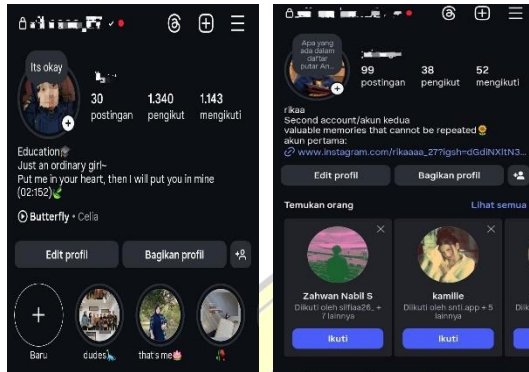 Its okay
30
postingan
1.340
pengikut
1.143
mengikuti
Education
Just an ordinary girl~
Put me in your heart, then I will put you in mine
(02:152)
Butterfly • Celia
Edit profil
Bagikan profil
Baru
dudes
that's me
Apa yang
ada dalam
daftar
putar An...
99
postingan
38
pengikut
52
mengikuti
rikaa
Second account/akun kedua
valuable memories that cannot be repeated
akun pertama:
www.instagram.com/rikaaaa_27?igsh=dGdiNXItN3...
Edit profil
Bagikan profil
Temukan orang
Lihat semua
Zahwan Nabil S
Diikuti oleh silfiaa26_ +
7 lainnya
Ikuti
kamilie
Diikuti oleh snti.app + 5
lainnya
Ikuti